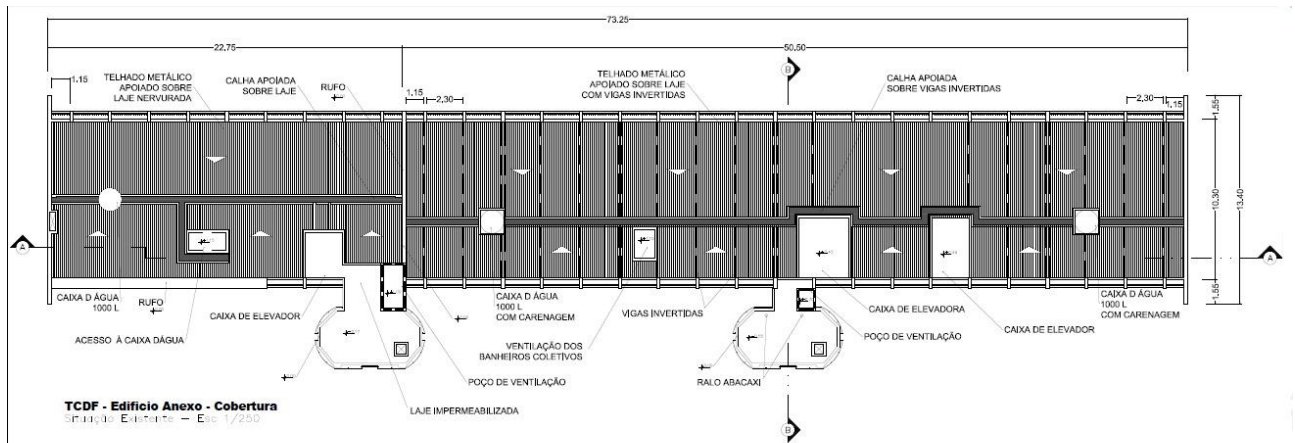 73.25
22.75
50.50
1.15
TELHADO METÁLICO
APOIADO SOBRE
LAJE NERVURADA
CALHA APOIADA
SOBRE LAJE
RUFO
1.15
2,30
TELHADO METÁLICO
APOIADO SOBRE LAJE
COM VIGAS INVERTIDAS
B
CALHA APOIADA
SOBRE VIGAS INVERTIDAS
2,30
1.15
1.55
10.30
13.40
1.55
A
A
CAIXA D ÁGUA
1000 L
RUFO
ACESSO À CAIXA DÁGUA
CAIXA DE ELEVADOR
POÇO DE VENTILAÇÃO
LAJE IMPERMEABILIZADA
CAIXA D ÁGUA
1000 L
COM CARENAGEM
VENTILAÇÃO DOS
BANHEIROS COLETIVOS
VIGAS INVERTIDAS
RALO ABACAXI
CAIXA DE ELEVADORA
POÇO DE VENTILAÇÃO
CAIXA DE ELEVADOR
CAIXA D ÁGUA
1000 L
COM CARENAGEM
B
TCDF - Edifício Anexo - Cobertura
Situação Existente — Esc 1/250